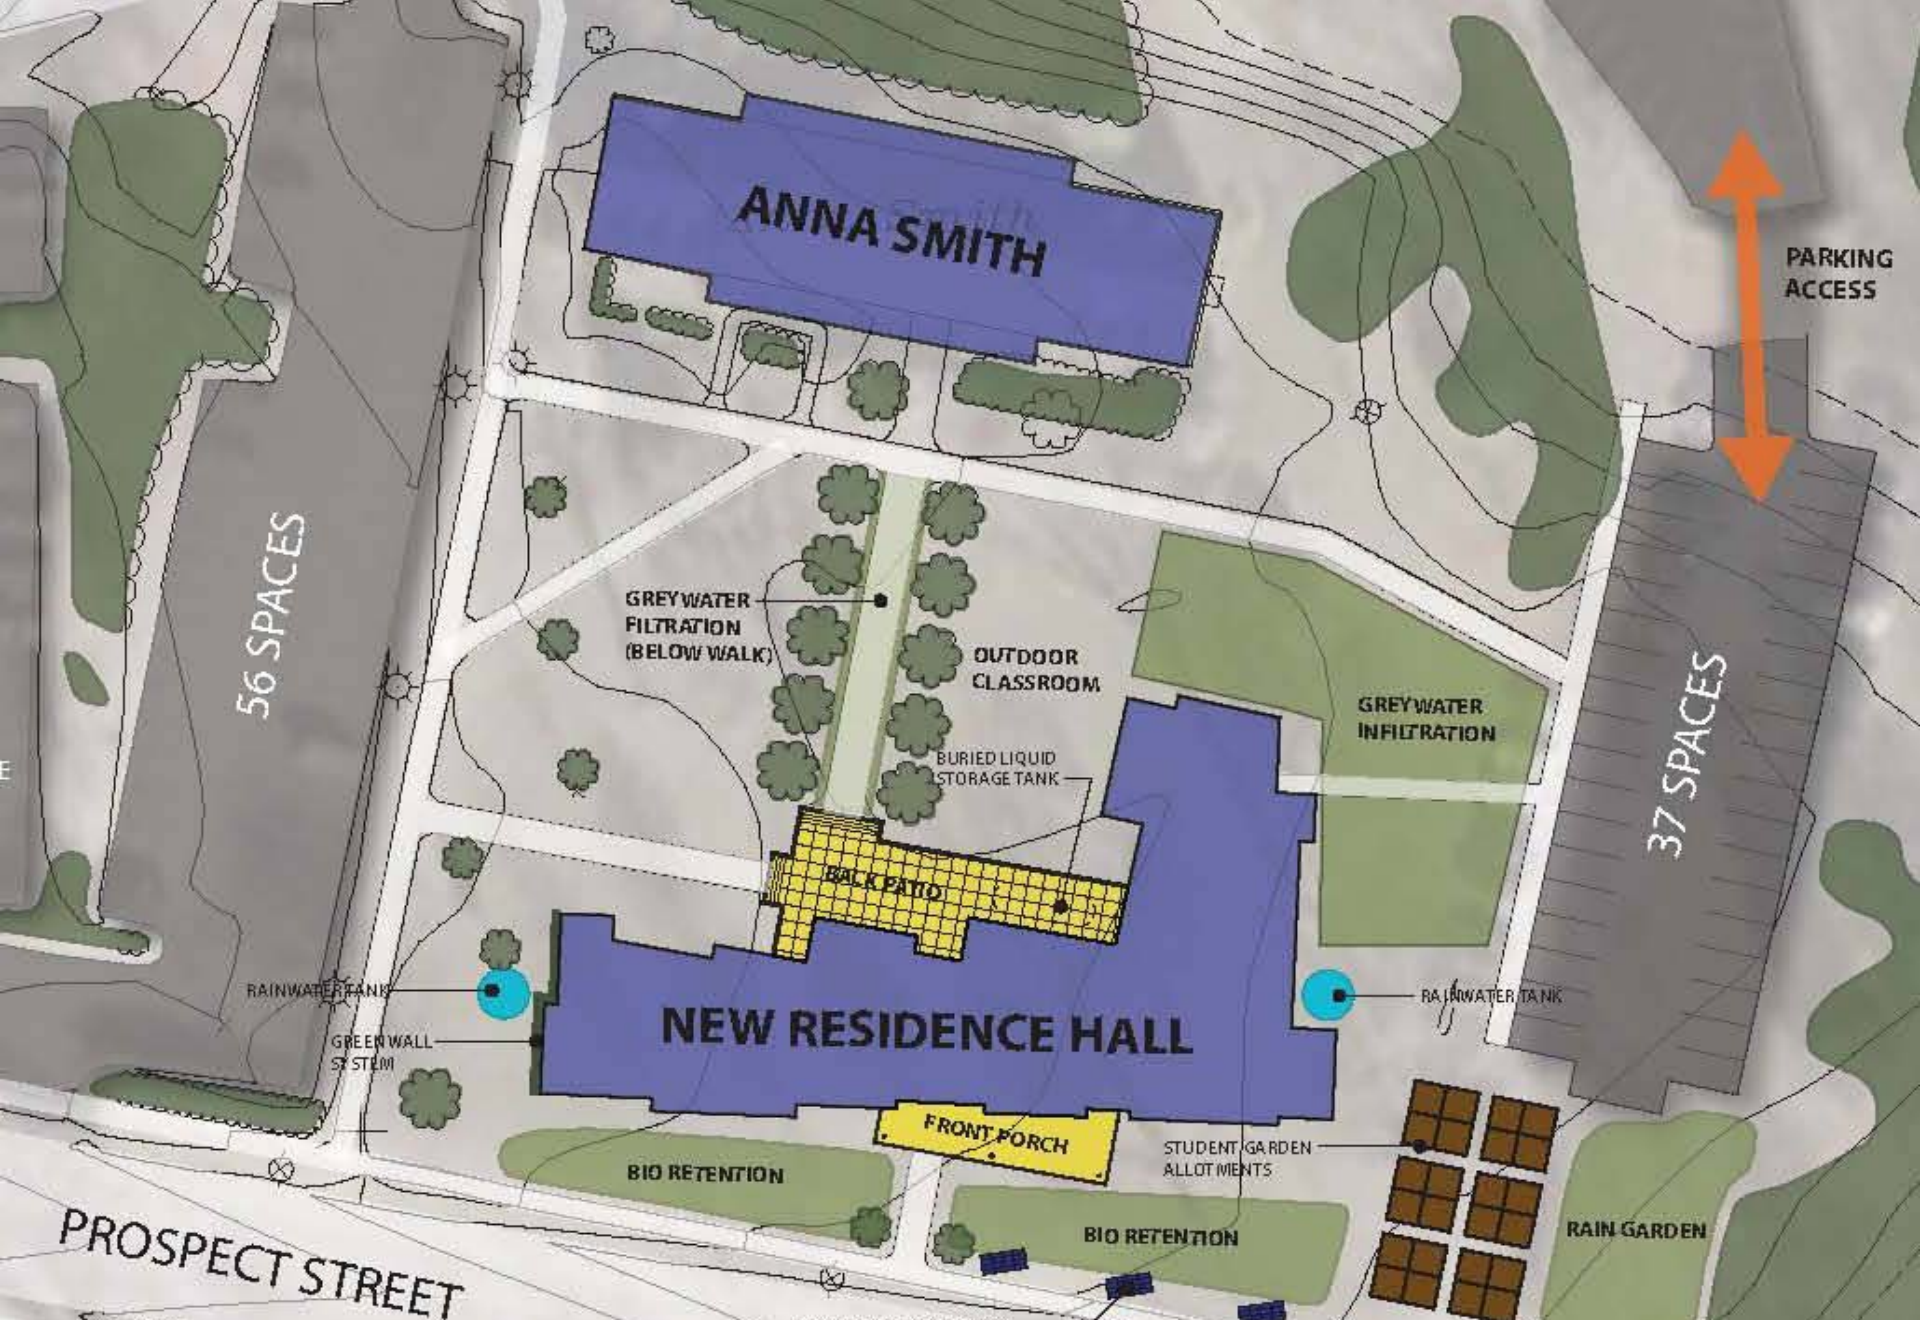 ANNA SMITH
PARKING
ACCESS
56 SPACES
GREYWATER
FILTRATION
(BELOW WALK)
OUTDOOR
CLASSROOM
GREYWATER
INFILTRATION
37 SPACES
BURIED LIQUID
STORAGE TANK
E
BACK PATIO
RAINWATER TANK
RAINWATER TANK
NEW RESIDENCE HALL
GREEN WALL
SYSTEM
FRONT PORCH
STUDENT GARDEN
ALLOTMENTS
BIO RETENTION
BIO RETENTION
RAIN GARDEN
PROSPECT STREET